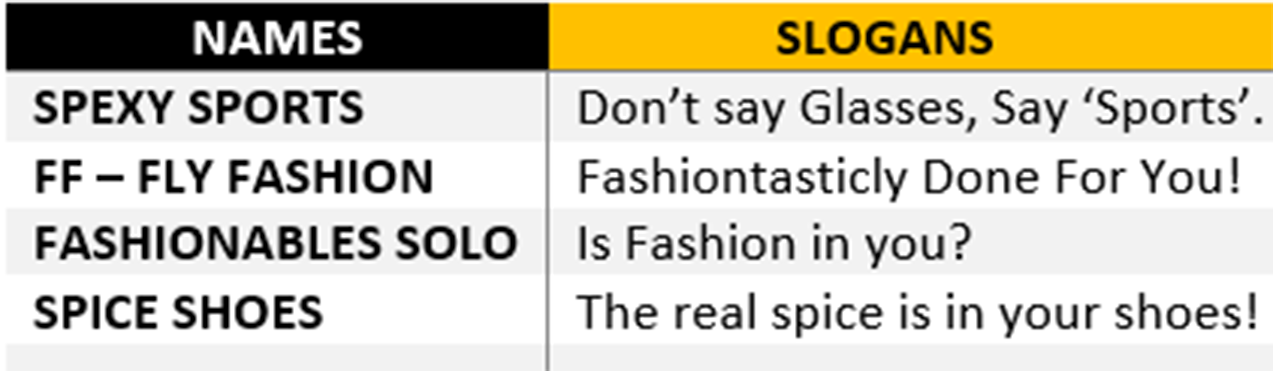 NAMES SLOGANS
SPEXY SPORTS Don’t say Glasses, Say ‘Sports’.
FF – FLY FASHION Fashiontasticly Done For You!
FASHIONABLES SOLO Is Fashion in you?
SPICE SHOES The real spice is in your shoes!